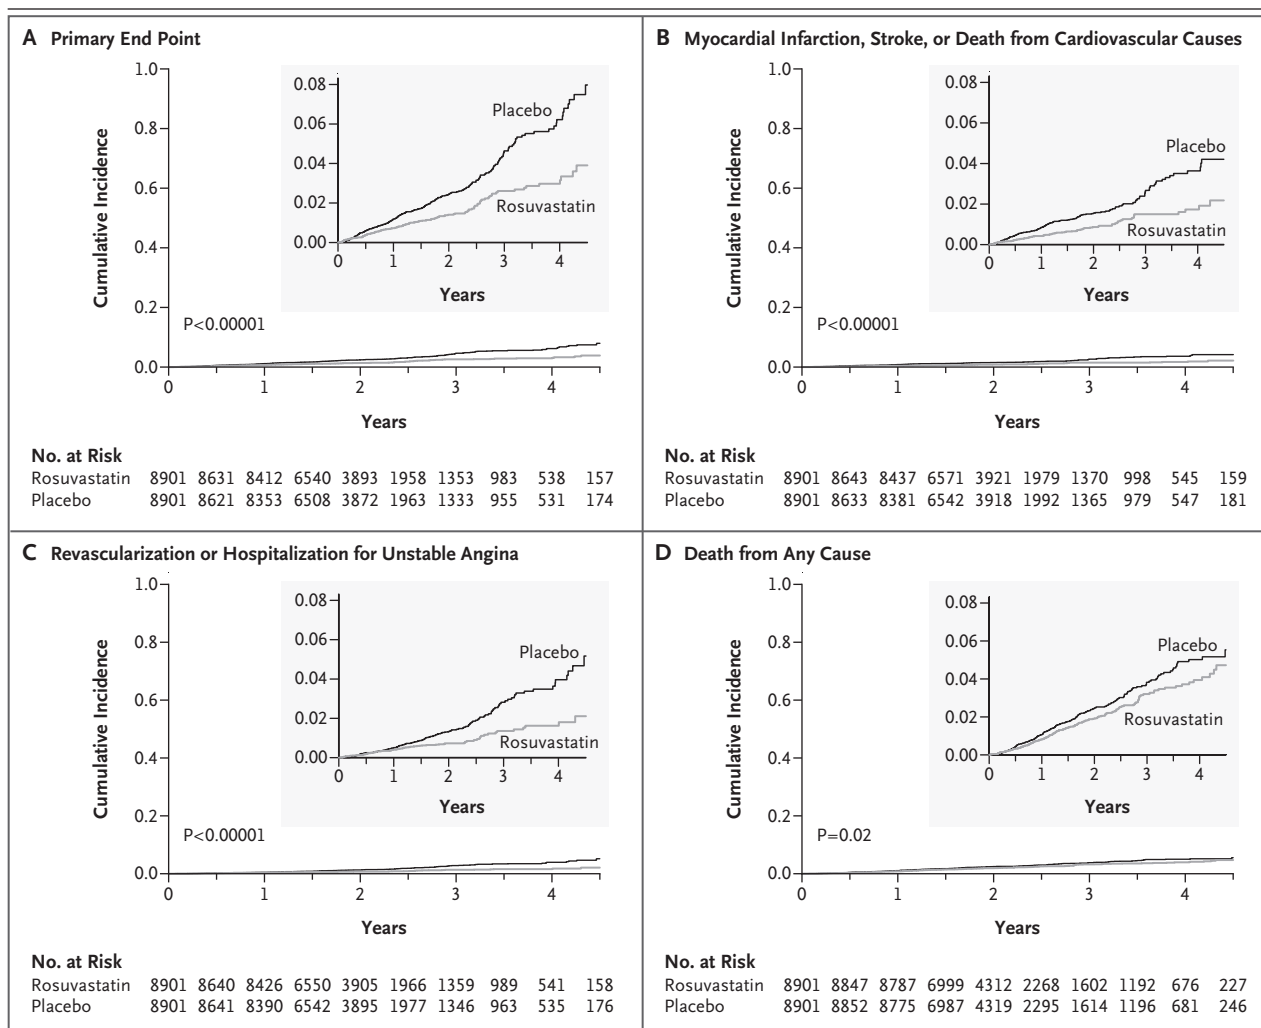 A Primary End Point
1.0
0.8
0.6
0.4
0.2
0.0
Cumulative Incidence
0.08
0.06
0.04
0.02
0.00
Placebo
Rosuvastatin
0 1 2 3 4
Years
P<0.00001
0 1 2 3 4
Years
No. at Risk
Rosuvastatin 8901 8631 8412 6540 3893 1958 1353 983 538 157
Placebo 8901 8621 8353 6508 3872 1963 1333 955 531 174
B Myocardial Infarction, Stroke, or Death from Cardiovascular Causes
1.0
0.8
0.6
0.4
0.2
0.0
Cumulative Incidence
0.08
0.06
0.04
0.02
0.00
Placebo
Rosuvastatin
0 1 2 3 4
Years
P<0.00001
0 1 2 3 4
Years
No. at Risk
Rosuvastatin 8901 8643 8437 6571 3921 1979 1370 998 545 159
Placebo 8901 8633 8381 6542 3918 1992 1365 979 547 181
C Revascularization or Hospitalization for Unstable Angina
1.0
0.8
0.6
0.4
0.2
0.0
Cumulative Incidence
0.08
0.06
0.04
0.02
0.00
Placebo
Rosuvastatin
0 1 2 3 4
Years
P<0.00001
0 1 2 3 4
Years
No. at Risk
Rosuvastatin 8901 8640 8426 6550 3905 1966 1359 989 541 158
Placebo 8901 8641 8390 6542 3895 1977 1346 963 535 176
D Death from Any Cause
1.0
0.8
0.6
0.4
0.2
0.0
Cumulative Incidence
0.08
0.06
0.04
0.02
0.00
Placebo
Rosuvastatin
0 1 2 3 4
Years
P=0.02
0 1 2 3 4
Years
No. at Risk
Rosuvastatin 8901 8847 8787 6999 4312 2268 1602 1192 676 227
Placebo 8901 8852 8775 6987 4319 2295 1614 1196 681 246